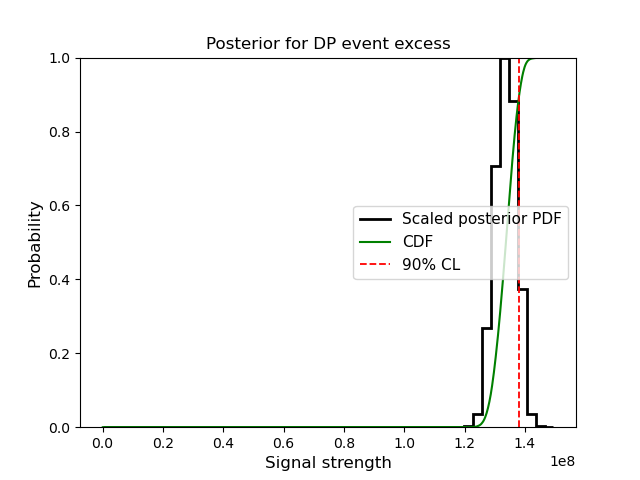 Posterior for DP event excess
Probability
1.0
0.8
0.6
0.4
0.2
0.0
Scaled posterior PDF
CDF
90% CL
0.0 0.2 0.4 0.6 0.8 1.0 1.2 1.4
1e8
Signal strength